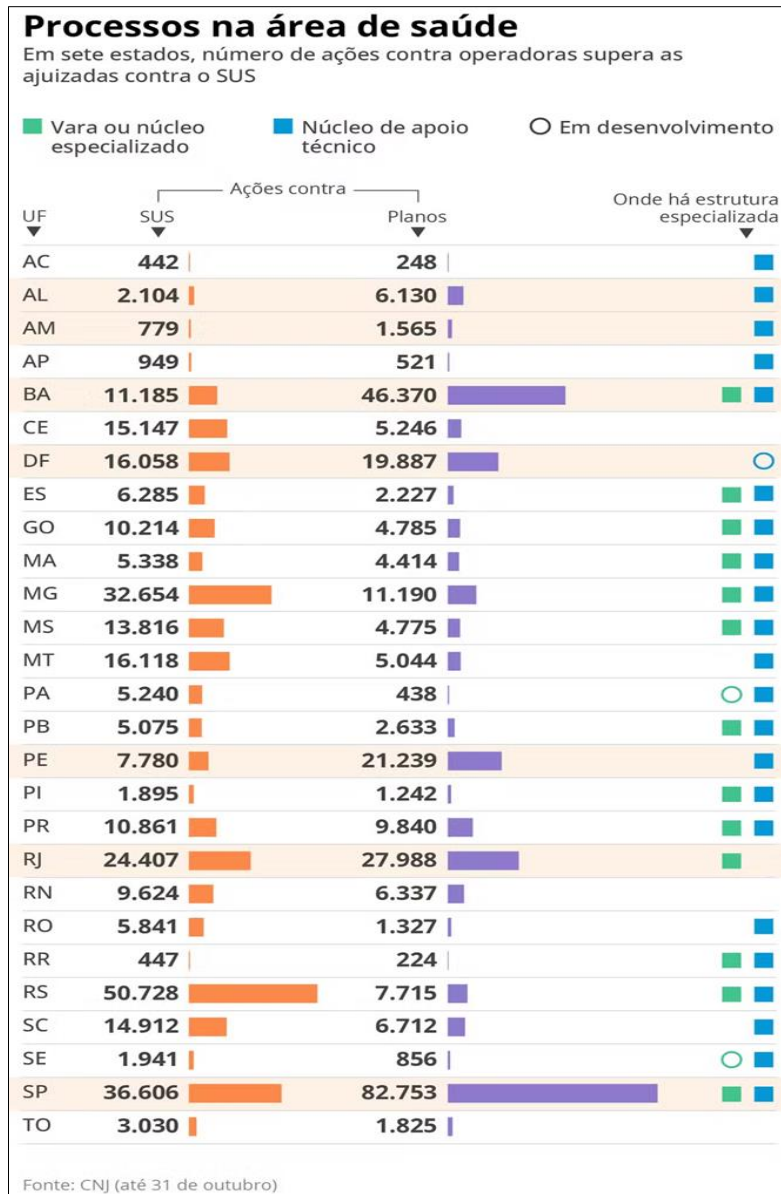 Processos na área de saúde
Em sete estados, número de ações contra operadoras supera as
ajuizadas contra o SUS
Vara ou núcleo
especializado
Núcleo de apoio
técnico
Em desenvolvimento
Ações contra
UF SUS Planos
Onde há estrutura
especializada
AC 442 248
AL 2.104 6.130
AM 779 1.565
AP 949 521
BA 11.185 46.370
CE 15.147 5.246
DF 16.058 19.887
ES 6.285 2.227
GO 10.214 4.785
MA 5.338 4.414
MG 32.654 11.190
MS 13.816 4.775
MT 16.118 5.044
PA 5.240 438
PB 5.075 2.633
PE 7.780 21.239
PI 1.895 1.242
PR 10.861 9.840
RJ 24.407 27.988
RN 9.624 6.337
RO 5.841 1.327
RR 447 224
RS 50.728 7.715
SC 14.912 6.712
SE 1.941 856
SP 36.606 82.753
TO 3.030 1.825
Fonte: CNJ (até 31 de outubro)